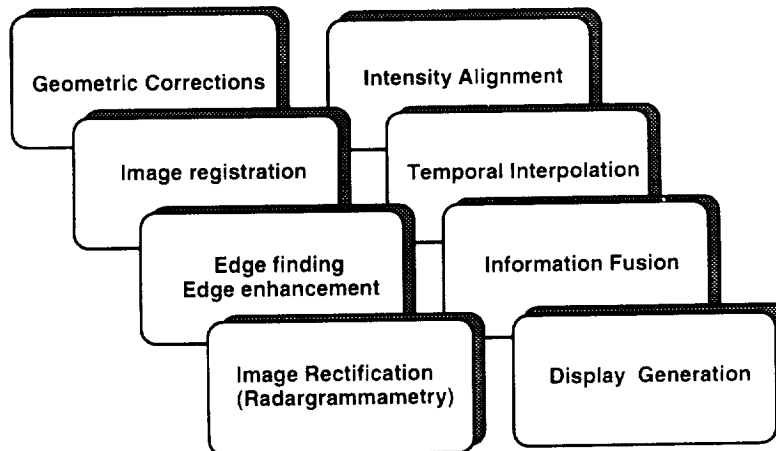 Geometric Corrections
Intensity Alignment
Image registration
Temporal Interpolation
Edge finding
Edge enhancement
Information Fusion
Image Rectification
(Radargrammametry)
Display Generation